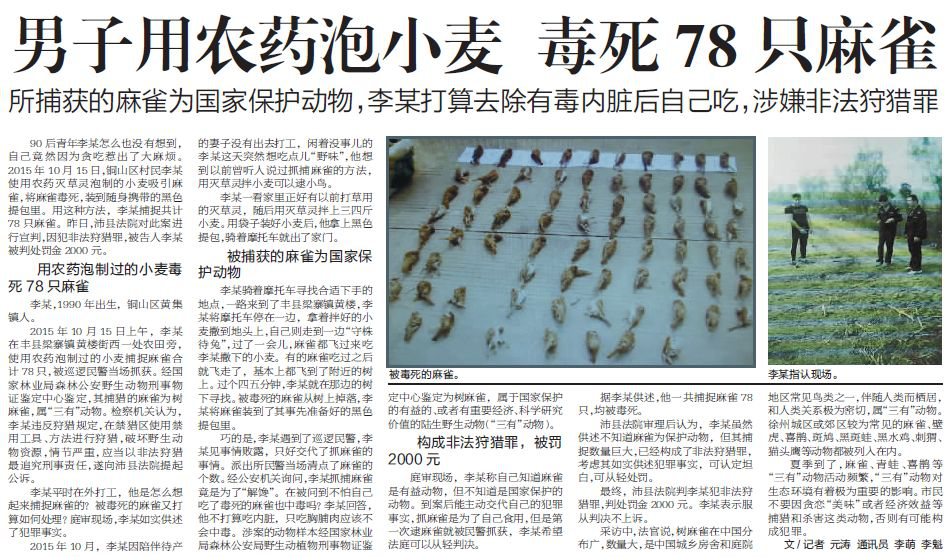 男子用农药泡小麦 毒死78只麻雀
所捕获的麻雀为国家保护动物，李某打算去除有毒内脏后自己吃，涉嫌非法狩猎罪
90后青年李某怎么也没有想到，
自己竟然因为贪吃惹出了大麻烦。
2015年10月15日，铜山区村民李某
使用农药灭草灵泡制的小麦吸引麻
雀，将麻雀毒死，装到随身携带的黑色
提包里。用这种方法，李某捕捉共计
78只麻雀。昨日，沛县法院对此案进
行宣判，因犯非法狩猎罪，被告人李某
被判处罚金2000元。
用农药泡制过的小麦毒
死78只麻雀
李某，1990年出生，铜山区黄集
镇人。
2015年10月15日上午，李某
在丰县梁寨镇黄楼街西一处农田旁，
使用农药泡制过的小麦捕捉麻雀合
计78只，被巡逻民警当场抓获。经国
家林业局森林公安野生动物刑事物
证鉴定中心鉴定，其捕猎的麻雀为树
麻雀，属“三有”动物。检察机关认为，
李某违反狩猎规定，在禁猎区使用禁
用工具、方法进行狩猎，破坏野生动
物资源，情节严重，应当以非法狩猎
最追究刑事责任，遂向沛县法院提起
公诉。
李某平时在外打工，他是怎么想
起来捕捉麻雀的？被毒死的麻雀又打
算如何处理？庭审现场，李某如实供述
了犯罪事实。
2015年10月，李某因陪伴待产
的妻子没有出去打工，闲着没事儿的
李某这天突然想吃点儿“野味”，他想
到以前曾听人说过抓捕麻雀的方法，
用灭草灵拌小麦可以逮小鸟。
李某一看家里正好有以前打草用
的灭草灵，随后用灭草灵拌上三四斤
小麦。用袋子装好小麦后，他拿上黑色
提包，骑着摩托车就出了家门。
被捕获的麻雀为国家保
护动物
李某骑着摩托车寻找合适下手的
地点，一路来到了丰县梁寨镇黄楼，李
某将摩托车停在一边，拿着拌好的小
麦撒到地头上，自己则走到一边“守株
待兔”，过了一会儿，麻雀都飞过来吃
李某撒下的小麦。有的麻雀吃过之后
就飞走了，基本上都飞到了附近的树
上。过个四五分钟，李某就在那边的树
下寻找。被毒死的麻雀从树上掉落，李
某将麻雀装到了其事先准备好的黑色
提包里。
巧的是，李某遇到了巡逻民警，李
某见事情败露，只好交代了抓捕麻雀的
事情。派出所民警当场清点了麻雀的
个数。经公安机关询问，李某抓捕麻雀
竟是为了“解馋”。在被问到不怕自己
吃了毒死的麻雀也中毒吗？李某回答，
他不打算吃内脏，只吃胸脯肉应该不
会中毒。涉案的动物样本经国家林业
局森林公安局野生动植物刑事物证鉴
被毒死的麻雀。
李某指认现场。
定中心鉴定为树麻雀，属于国家保护
的有益的、或者有重要经济、科学研究
价值的陆生野生动物（“三有”动物）。
构成非法狩猎罪，被罚
2000元
庭审现场，李某称自己知道麻雀
是有益动物，但不知道是国家保护的动
物。到案后能主动交代自己的犯罪
事实，抓麻雀是为了自己食用，但是第
一次逮麻雀就被民警抓获，李某希望
法庭可以从轻判决。
据李某供述，他一共捕捉麻雀78
只，均被毒死。
沛县法院审理后认为，李某虽然
供述不知道麻雀为保护动物，但其捕
捉数量巨大，已经构成了非法狩猎罪，
考虑其如实供述犯罪事实，可认定坦
白，可从轻处罚。
最终，沛县法院判李某犯非法狩
猎罪，判处罚金2000元。李某表示服
从判决不上诉。
采访中，法官说，树麻雀在中国分
布广，数量大，是中国城乡房舍和庭院
地区常见鸟类之一，伴随人类而栖居，
和人类关系极为密切，属“三有”动物。
徐州城区或郊区较为常见的麻雀、壁
虎、喜鹊、斑鸠、黑斑蛙、黑水鸡、刺猬、
猫头鹰等动物都被列入在内。
夏季到了，麻雀、青蛙、喜鹊等
“三有”动物活动频繁，“三有”动物对
生态环境有着极为重要的影响。市民
不要因贪恋“美味”或者经济效益等
捕猎和杀害这类动物，否则有可能构
成犯罪。
文/记者 元涛 通讯员 李萌 李魁